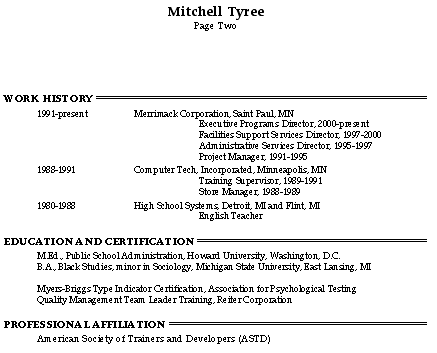 Mitchell Tyree
Page Two
WORK HISTORY
1991-present Merrimack Corporation, Saint Paul, MN
Executive Programs Director, 2000-present
Facilities Support Services Director, 1997-2000
Administrative Services Director, 1995-1997
Project Manager, 1991-1995
1988-1991 Computer Tech, Incorporated, Minneapolis, MN
Training Supervisor, 1989-1991
Store Manager, 1988-1989
1980-1988 High School Systems, Detroit, MI and Flint, MI
English Teacher
EDUCATION AND CERTIFICATION
M.Ed., Public School Administration, Howard University, Washington, D.C.
B.A., Black Studies, minor in Sociology, Michigan State University, East Lansing, MI
Myers-Briggs Type Indicator Certification, Association for Psychological Testing
Quality Management Team Leader Training, Reiter Corporation
PROFESSIONAL AFFILIATION
American Society of Trainers and Developers (ASTD)